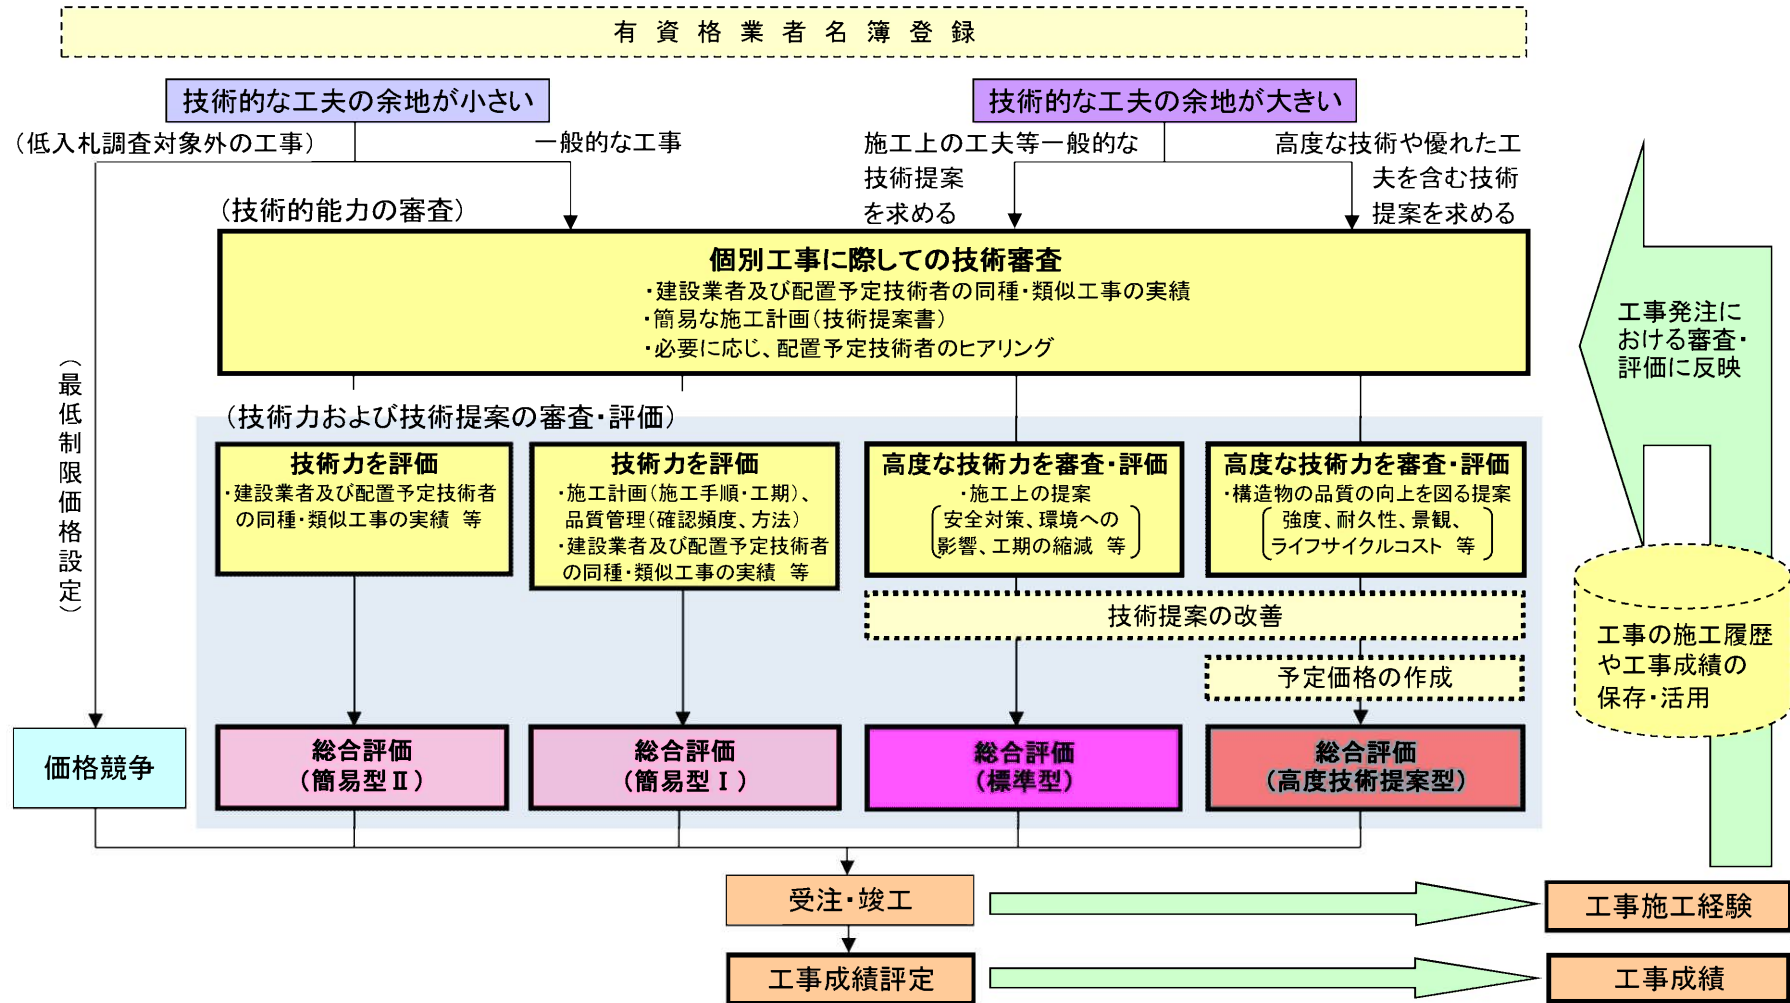 有資格業者名簿登録
技術的な工夫の余地が小さい
技術的な工夫の余地が大きい
（低入札調査対象外の工事）
一般的な工事
施工上の工夫等一般的な
技術提案
を求める
高度な技術や優れた工
夫を含む技術
提案を求める
（技術的能力の審査）
個別工事に際しての技術審査
・建設業者及び配置予定技術者の同種・類似工事の実績
・簡易な施工計画（技術提案書）
・必要に応じ、配置予定技術者のヒアリング
（最低制限価格設定）
工事発注に
おける審査・
評価に反映
（技術力および技術提案の審査・評価）
技術力を評価
・建設業者及び配置予定技術者
の同種・類似工事の実績 等
技術力を評価
・施工計画（施工手順・工期）、
品質管理（確認頻度、方法）
・建設業者及び配置予定技術者
の同種・類似工事の実績 等
高度な技術力を審査・評価
・施工上の提案
安全対策、環境への
影響、工期の縮減 等
高度な技術力を審査・評価
・構造物の品質の向上を図る提案
強度、耐久性、景観、
ライフサイクルコスト 等
技術提案の改善
予定価格の作成
工事の施工履歴
や工事成績の
保存・活用
価格競争
総合評価
（簡易型Ⅱ）
総合評価
（簡易型Ⅰ）
総合評価
（標準型）
総合評価
（高度技術提案型）
受注・竣工
工事施工経験
工事成績評定
工事成績